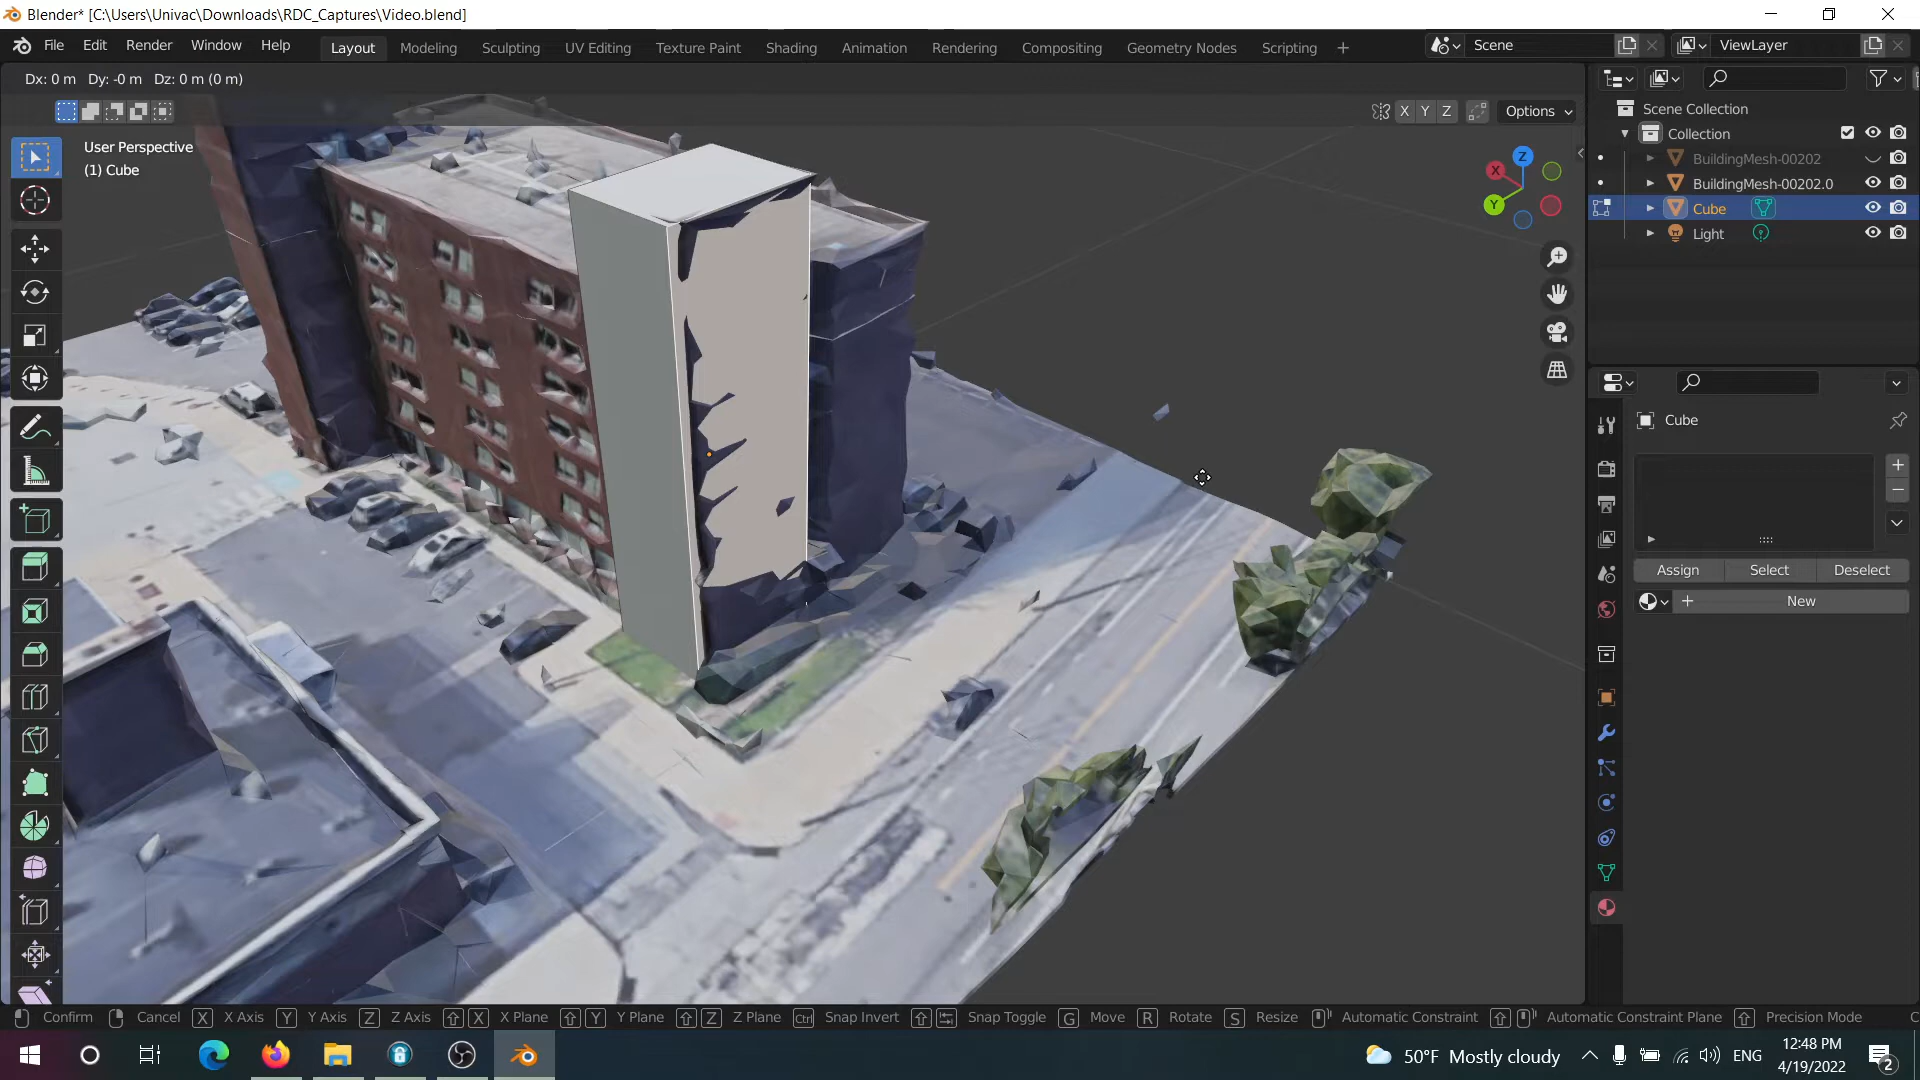 Blender* [C:\Users\Univac\Downloads\RDC_Captures\Video.blend]
File Edit Render Window Help
Layout Modeling Sculpting UV Editing Texture Paint Shading Animation Rendering Compositing Geometry Nodes Scripting
Scene
ViewLayer
Dx: 0 m Dy: -0 m Dz: 0 m (0 m)
X Y Z
Options
User Perspective
(1) Cube
Z
X
Y
Scene Collection
Collection
BuildingMesh-00202
BuildingMesh-00202.0
Cube
Light
Cube
Assign Select Deselect
New
Confirm Cancel X X Axis Y Y Axis Z Z Axis X X Plane Y Y Plane Z Z Plane Ctrl Snap Invert Snap Toggle G Move R Rotate S Resize Automatic Constraint Automatic Constraint Plane Precision Mode C
50°F Mostly cloudy
ENG
12:48 PM
4/19/2022
2